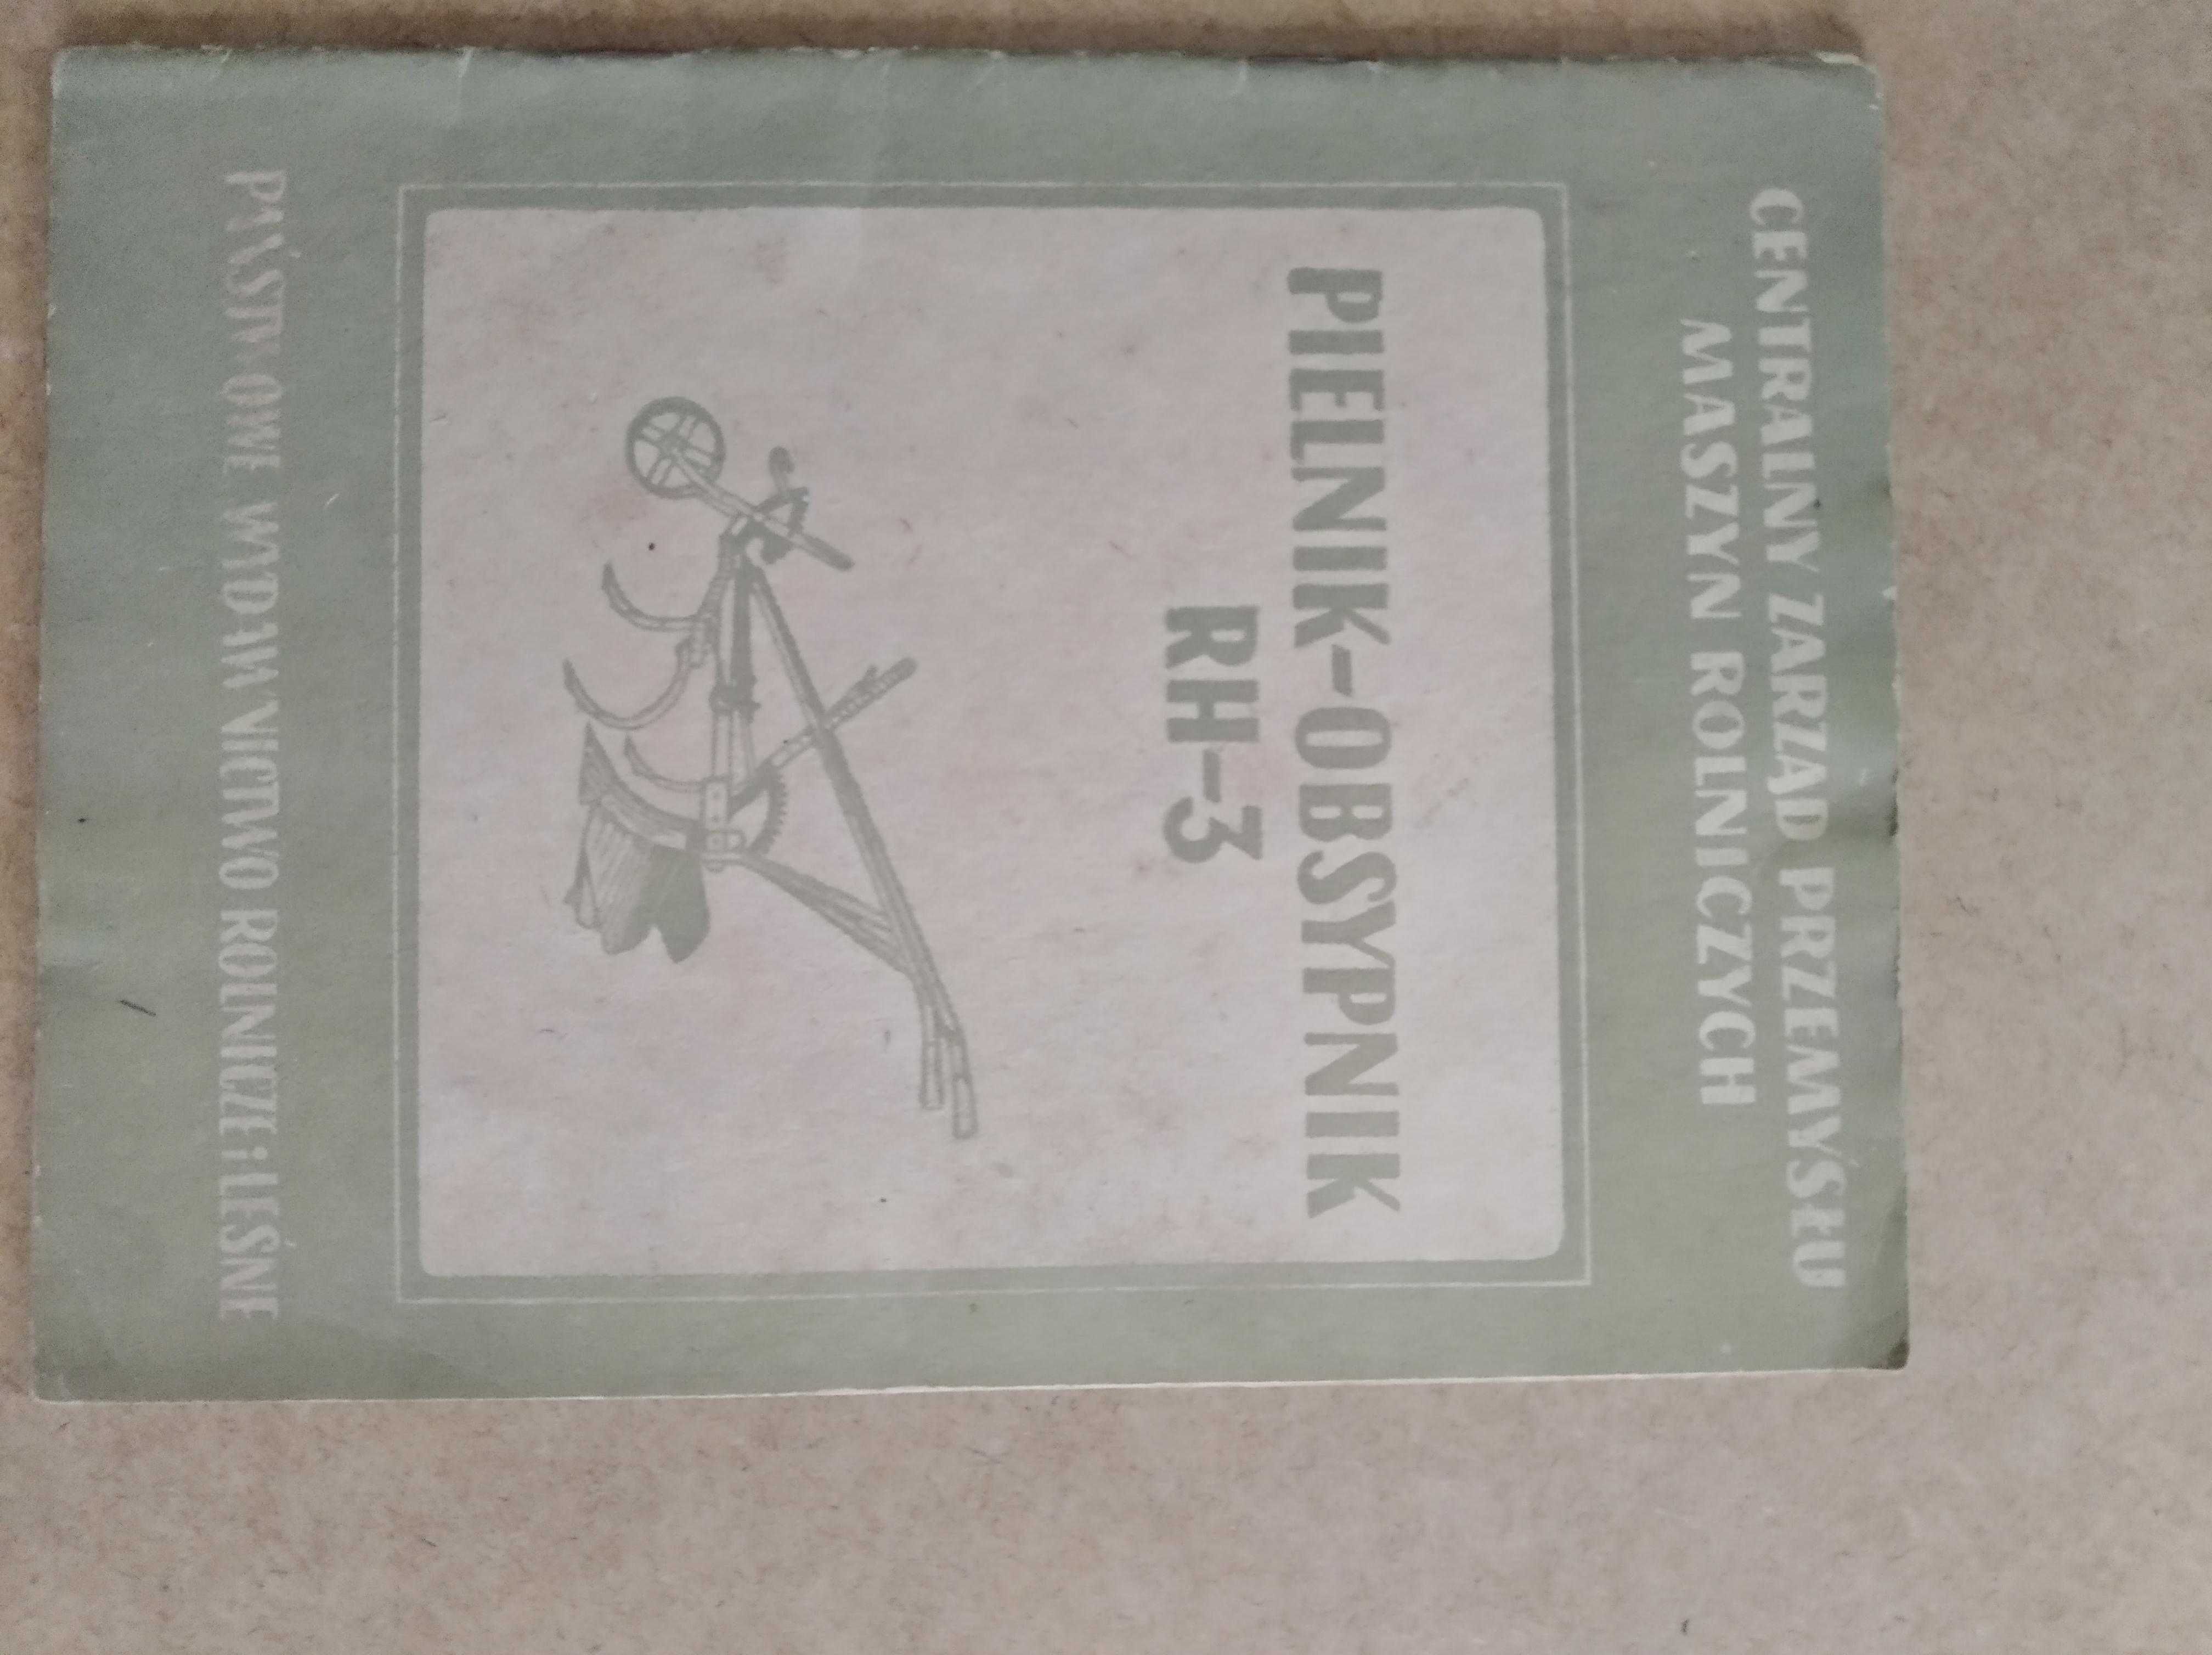 CENTRALNY ZARZĄD PRZEMYSŁU
MASZYN ROLNICZYCH
PIELNIK-OBSYPNIK
RH-3
PAŃSTWOWE WYDAWNICTWO ROLNICZE i LEŚNE